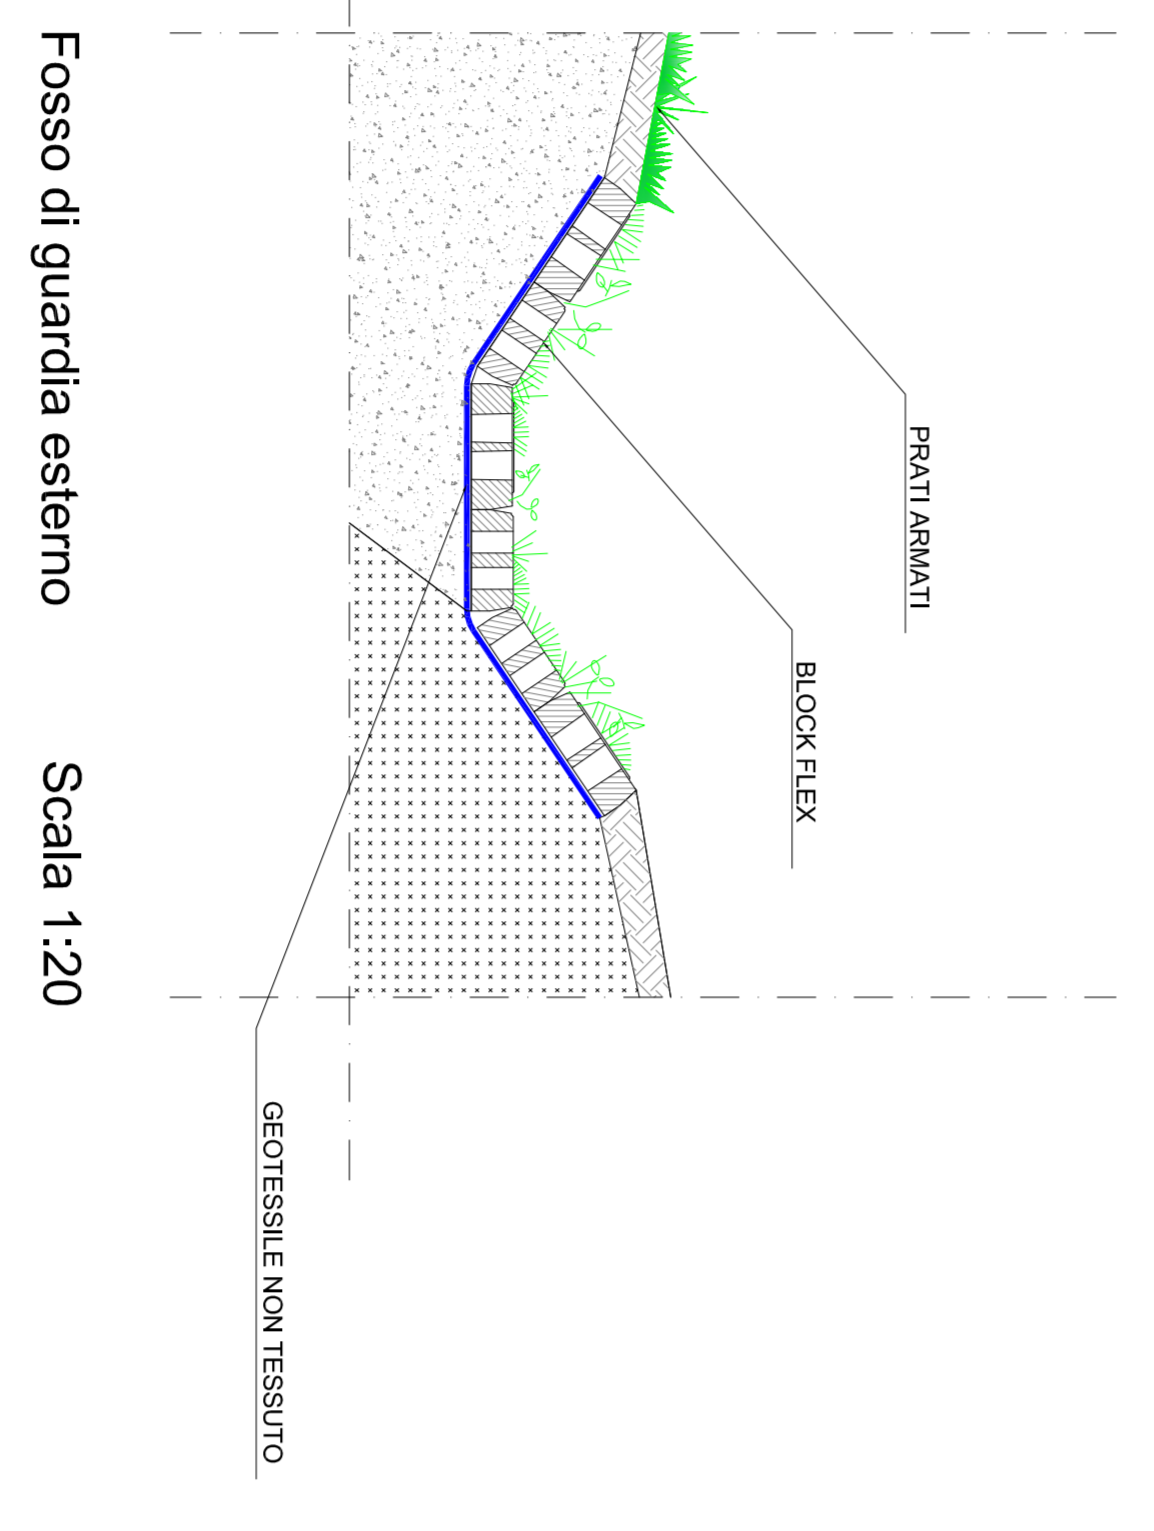 PRATI ARMATI
BLOCK FLEX
GEOTESSILE NON TESSUTO
Fosso di guardia esterno Scala 1:20